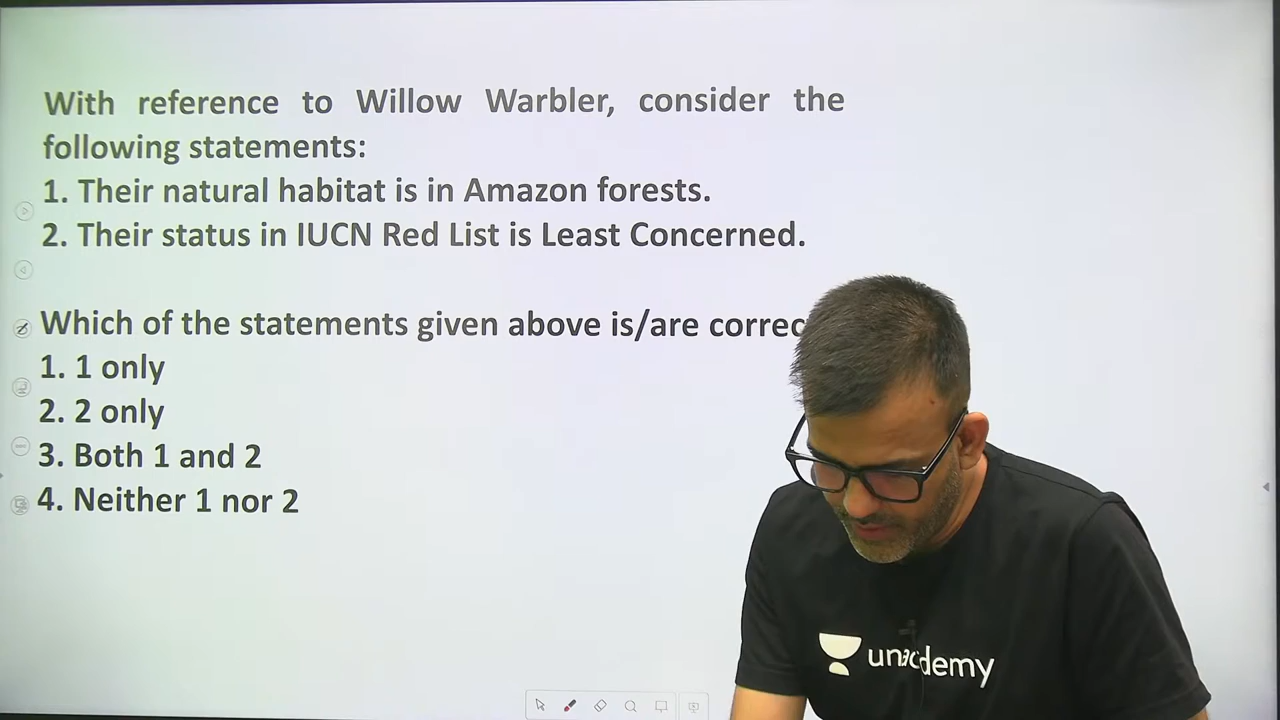 With reference to Willow Warbler, consider the
following statements:
1. Their natural habitat is in Amazon forests.
2. Their status in IUCN Red List is Least Concerned.
Which of the statements given above is/are correc
1. 1 only
2. 2 only
3. Both 1 and 2
4. Neither 1 nor 2
unacademy